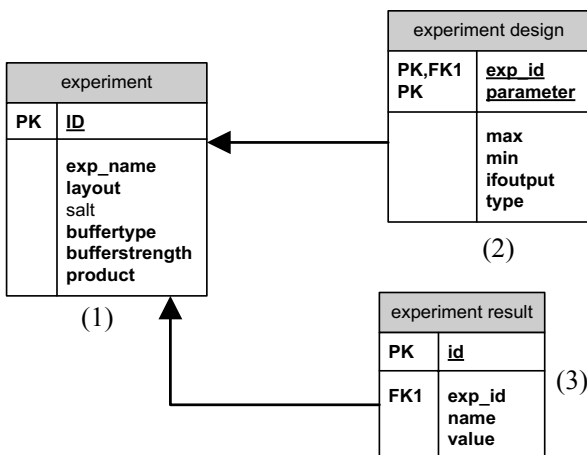 experiment
PK ID
exp_name
layout
salt
buffertype
bufferstrength
product
(1)
experiment design
PK,FK1 exp_id
PK parameter
max
min
ifoutput
type
(2)
experiment result
PK id
FK1 exp_id
name
value
(3)